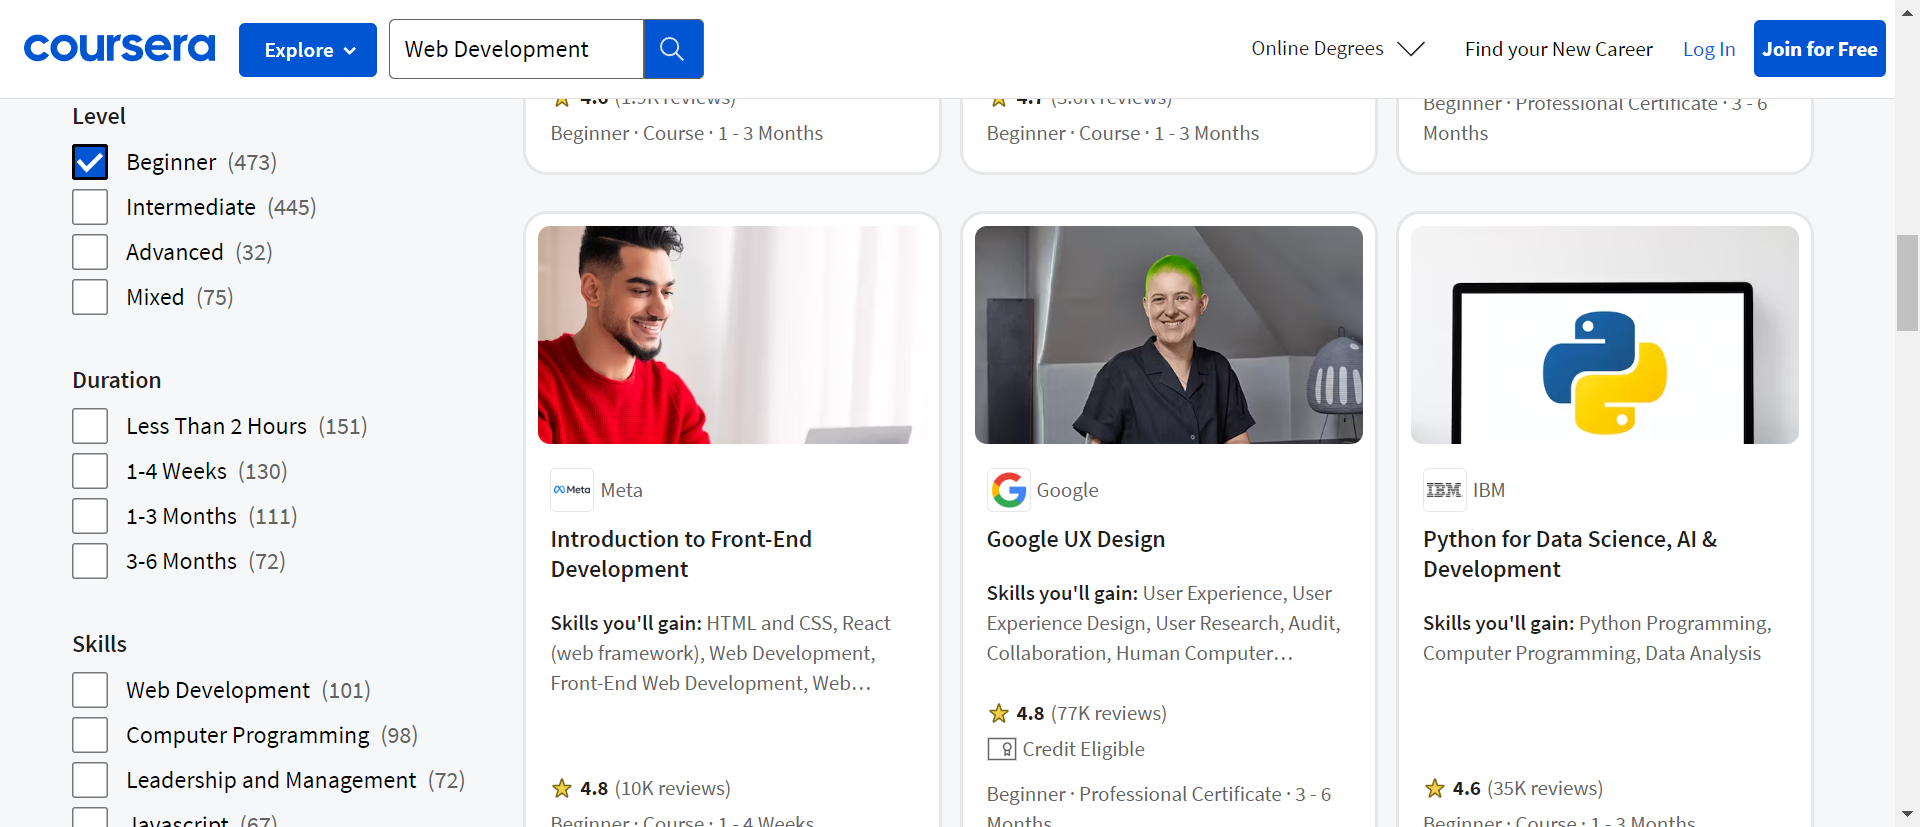 coursera
Explore
Web Development
Online Degrees
Find your New Career
Log In
Join for Free
Level
Beginner (473)
Intermediate (445)
Advanced (32)
Mixed (75)
Duration
Less Than 2 Hours (151)
1-4 Weeks (130)
1-3 Months (111)
3-6 Months (72)
Skills
Web Development (101)
Computer Programming (98)
Leadership and Management (72)
Javascript (67)
Beginner · Course · 1 - 3 Months
Beginner · Course · 1 - 3 Months
Beginner · Professional Certificate · 3 - 6
Months
Meta Meta
Introduction to Front-End
Development
Skills you'll gain: HTML and CSS, React
(web framework), Web Development,
Front-End Web Development, Web...
4.8 (10K reviews)
Beginner · Course · 1 - 4 Weeks
G Google
Google UX Design
Skills you'll gain: User Experience, User
Experience Design, User Research, Audit,
Collaboration, Human Computer...
4.8 (77K reviews)
Credit Eligible
Beginner · Professional Certificate · 3 - 6
Months
IBM IBM
Python for Data Science, AI &
Development
Skills you'll gain: Python Programming,
Computer Programming, Data Analysis
4.6 (35K reviews)
Beginner · Course · 1 - 3 Months